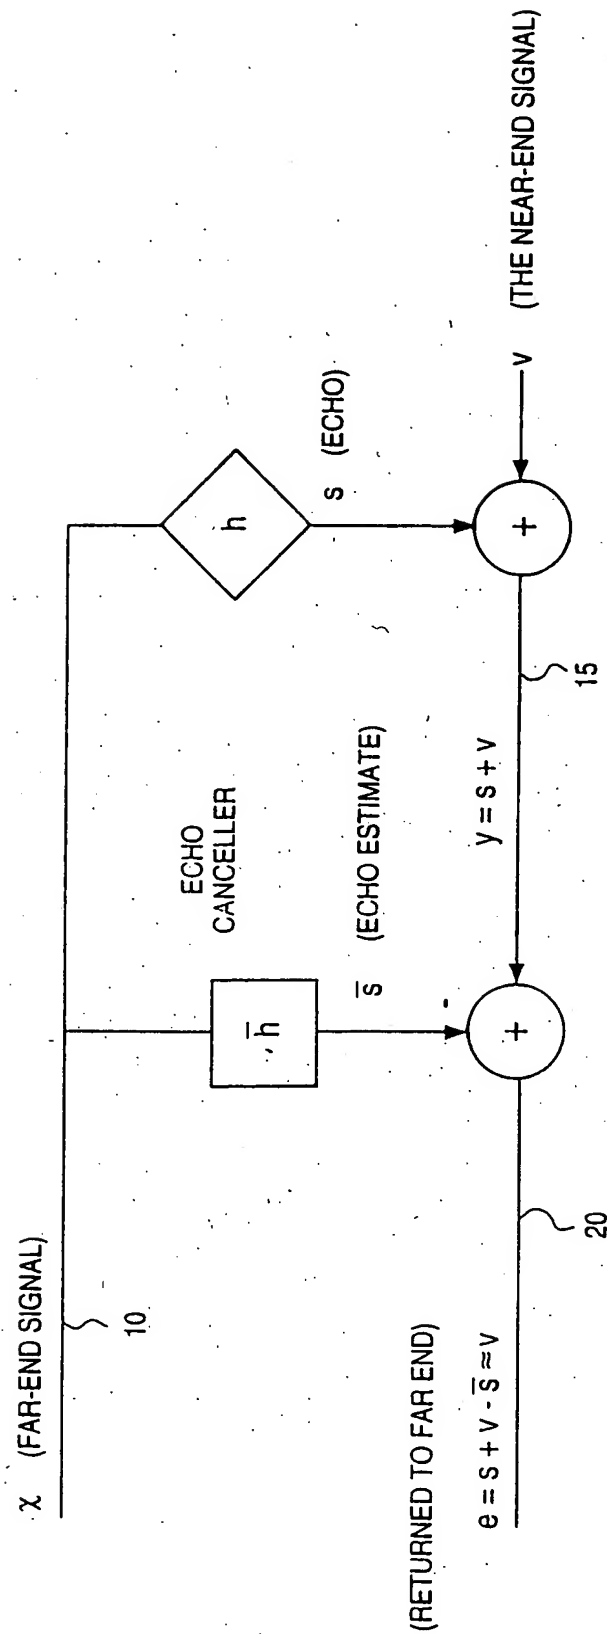 χ (FAR-END SIGNAL)
10
ECHO
CANCELLER
h̄
h
s̄ (ECHO ESTIMATE)
s (ECHO)
-
+
+
v (THE NEAR-END SIGNAL)
y = s + v
15
(RETURNED TO FAR END)
e = s + v - s̄ ≈ v
20